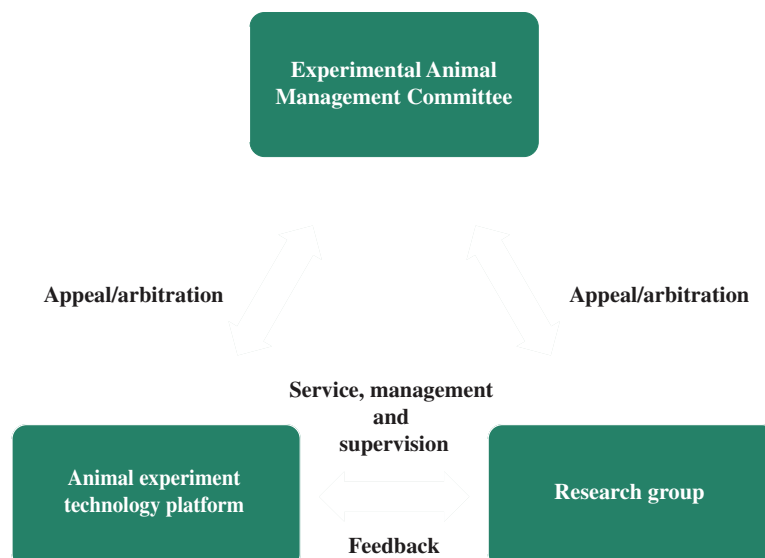 Experimental Animal
Management Committee
Appeal/arbitration
Appeal/arbitration
Service, management
and
supervision
Animal experiment
technology platform
Research group
Feedback